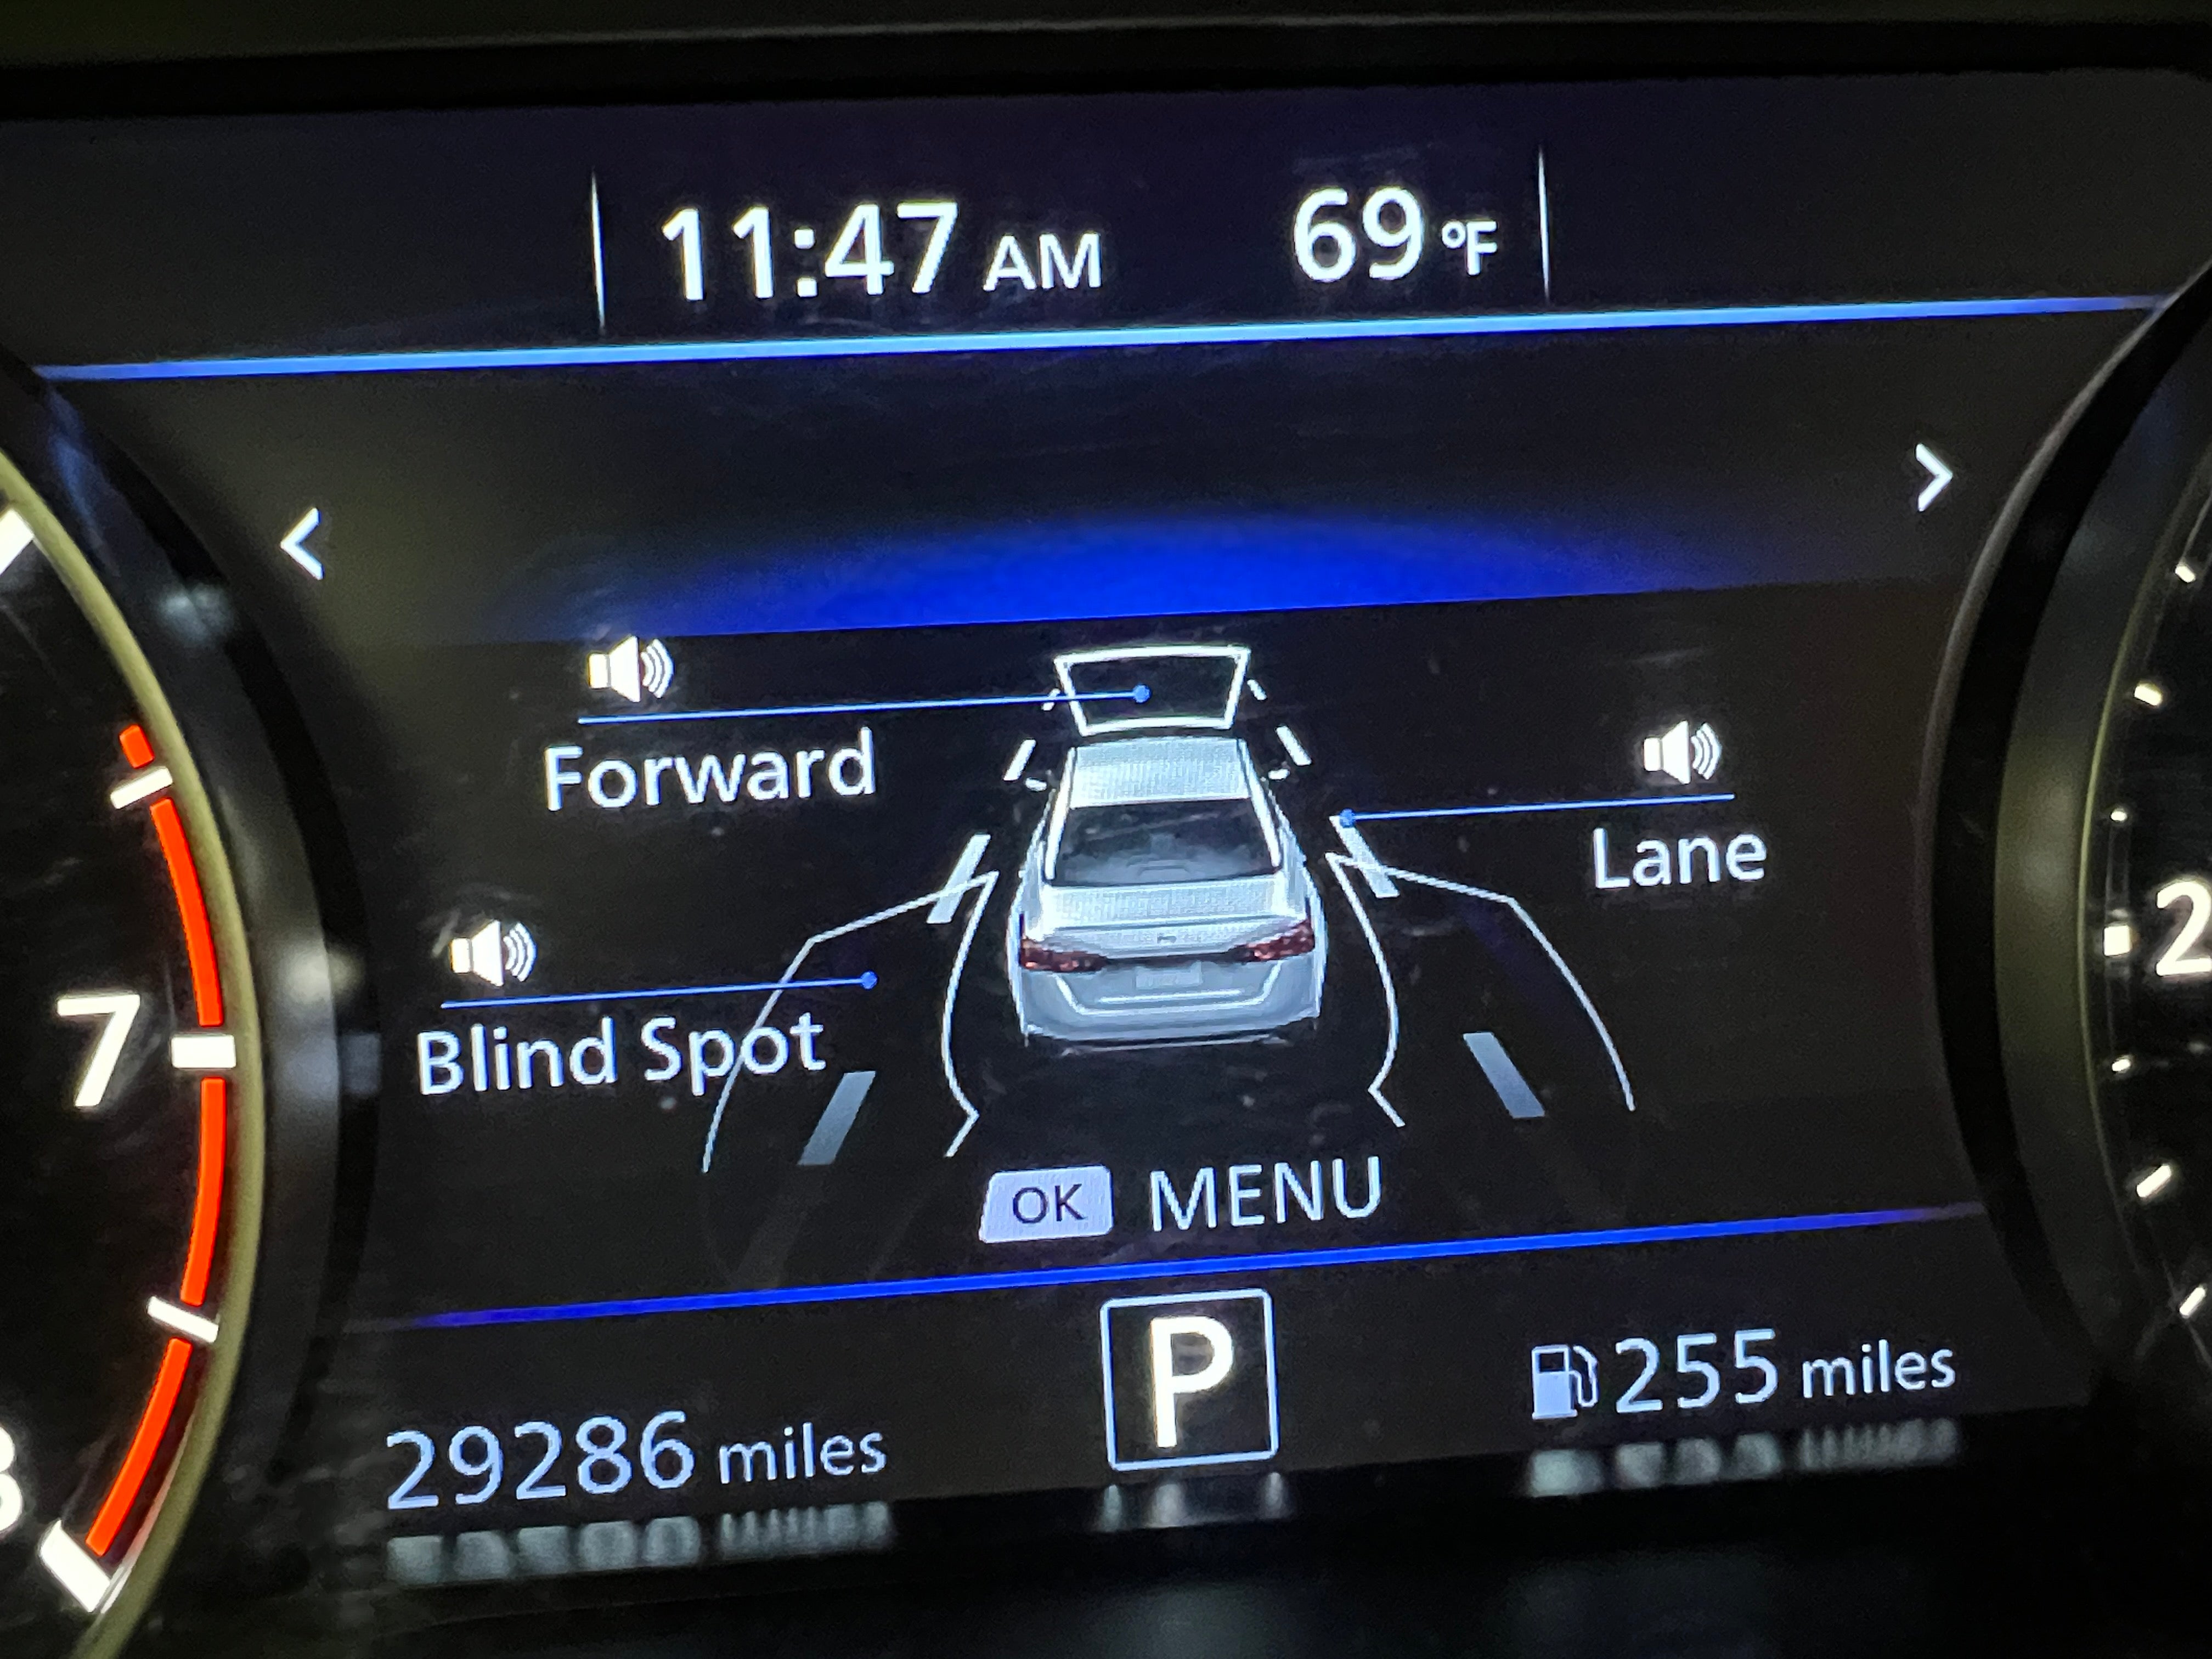 11:47 AM 69 °F
Forward
Lane
Blind Spot
7
2
OK MENU
P
255 miles
29286 miles